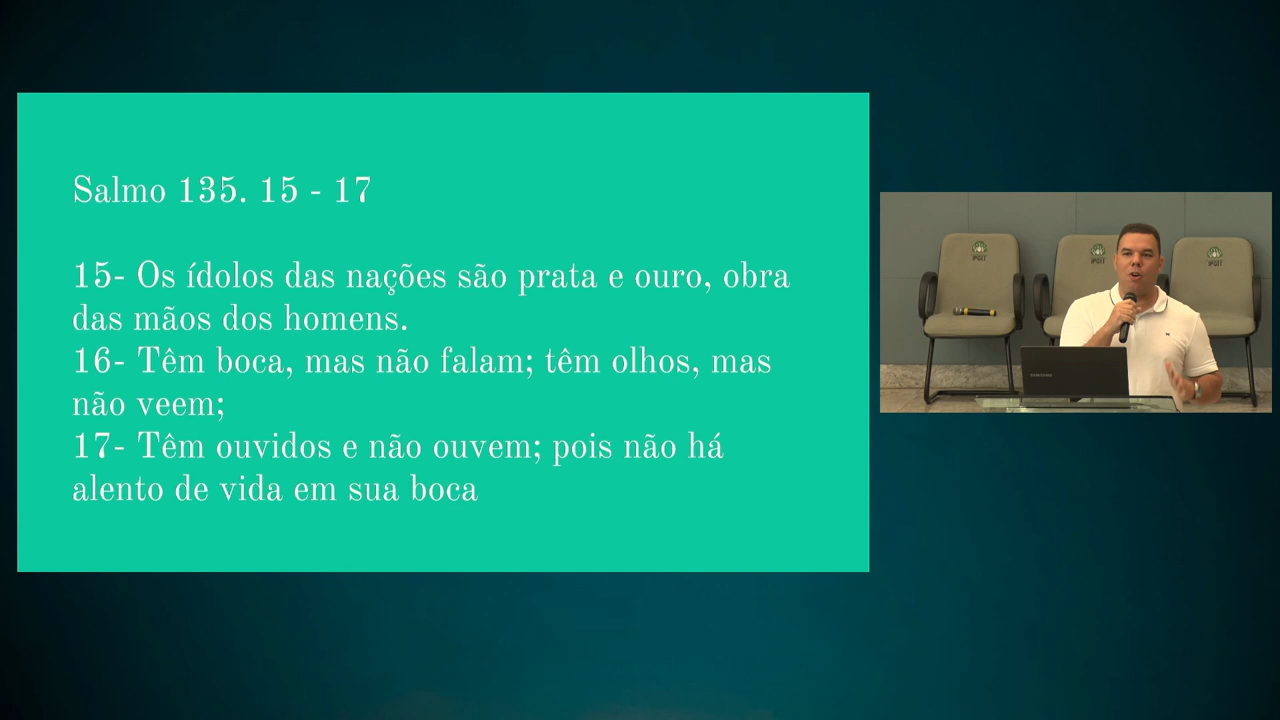 Salmo 135. 15 - 17
15- Os ídolos das nações são prata e ouro, obra
das mãos dos homens.
16- Têm boca, mas não falam; têm olhos, mas
não veem;
17- Têm ouvidos e não ouvem; pois não há
alento de vida em sua boca
SAMSUNG